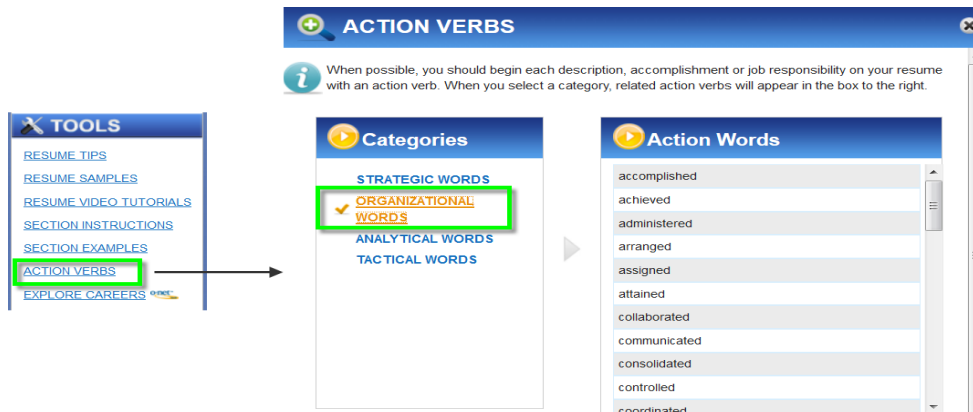 TOOLS
RESUME TIPS
RESUME SAMPLES
RESUME VIDEO TUTORIALS
SECTION INSTRUCTIONS
SECTION EXAMPLES
ACTION VERBS
EXPLORE CAREERS o·net
ACTION VERBS
When possible, you should begin each description, accomplishment or job responsibility on your resume
with an action verb. When you select a category, related action verbs will appear in the box to the right.
Categories
STRATEGIC WORDS
ORGANIZATIONAL
WORDS
ANALYTICAL WORDS
TACTICAL WORDS
Action Words
accomplished
achieved
administered
arranged
assigned
attained
collaborated
communicated
consolidated
controlled
coordinated